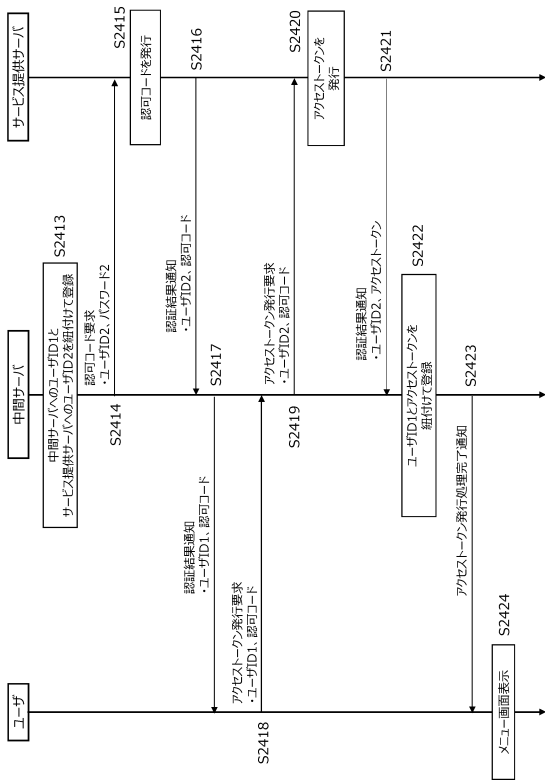 ユーザ
中間サーバ
サービス提供サーバ
S2413
中間サーバへのユーザID1と
サービス提供サーバへのユーザID2を紐付けて登録
認可コード要求
・ユーザID2、パスワード2
S2414
S2415
認可コードを発行
S2416
認証結果通知
・ユーザID2、認可コード
S2417
認証結果通知
・ユーザID1、認可コード
アクセストークン発行要求
・ユーザID1、認可コード
S2418
アクセストークン発行要求
・ユーザID2、認可コード
S2419
S2420
アクセストークンを
発行
S2421
認証結果通知
・ユーザID2、アクセストークン
S2422
ユーザID1とアクセストークンを
紐付けて登録
S2423
アクセストークン発行処理完了通知
S2424
メニュー画面表示